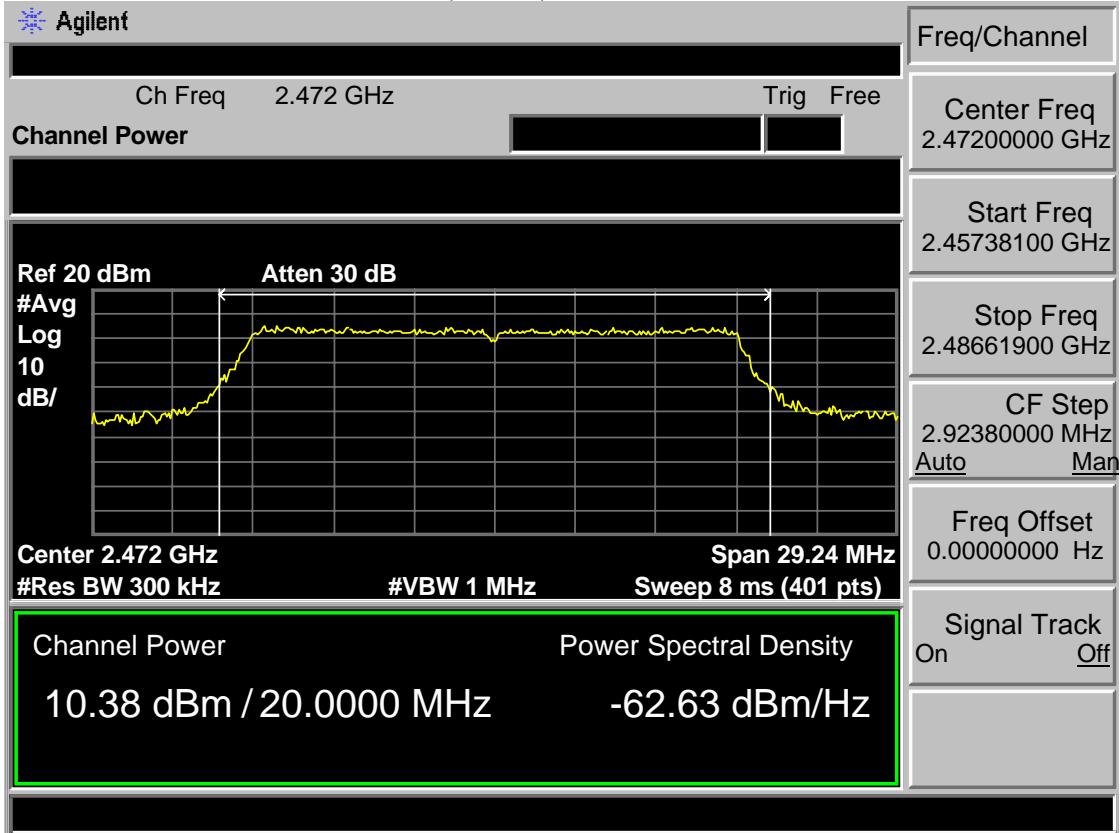 Agilent
Freq/Channel
Ch Freq 2.472 GHz Trig Free
Channel Power
Center Freq
2.47200000 GHz
Start Freq
2.45738100 GHz
Stop Freq
2.48661900 GHz
CF Step
2.92380000 MHz
Auto Man
Freq Offset
0.00000000 Hz
Signal Track
On Off
Ref 20 dBm Atten 30 dB
#Avg
Log
10
dB/
Center 2.472 GHz Span 29.24 MHz
#Res BW 300 kHz #VBW 1 MHz Sweep 8 ms (401 pts)
Channel Power Power Spectral Density
10.38 dBm / 20.0000 MHz -62.63 dBm/Hz